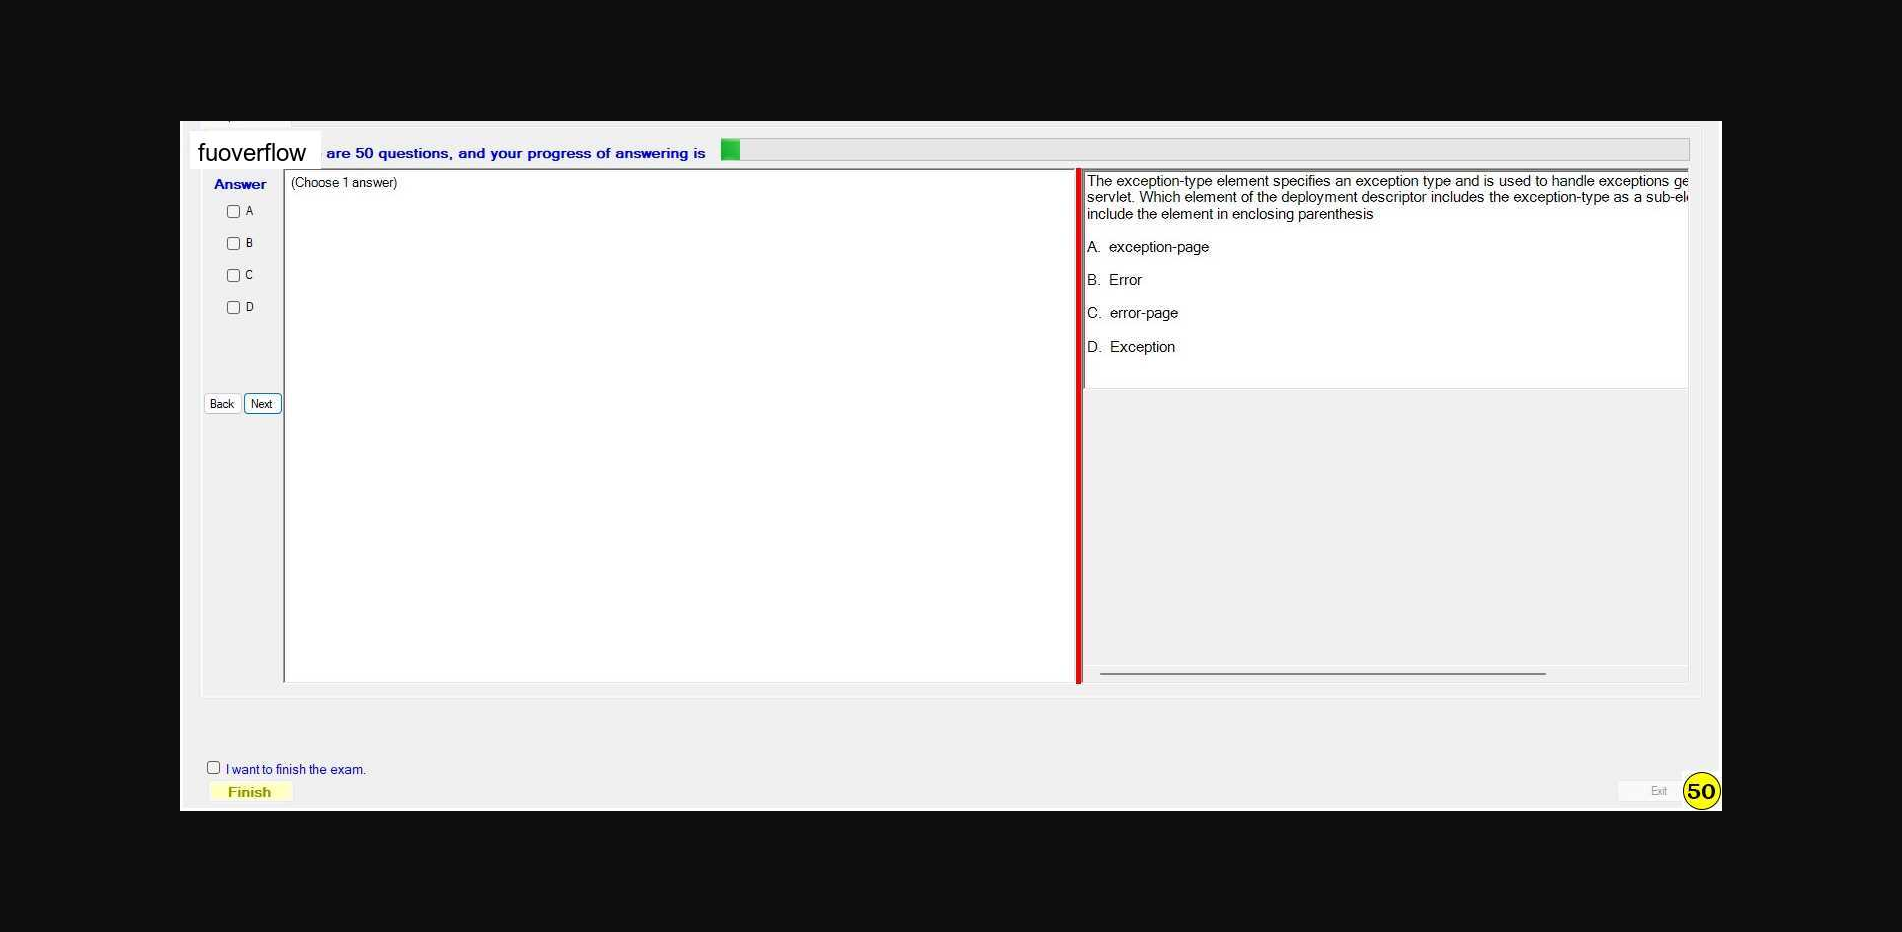 fuoverflow are 50 questions, and your progress of answering is
Answer
(Choose 1 answer)
A
B
C
D
Back Next
The exception-type element specifies an exception type and is used to handle exceptions ge
servlet. Which element of the deployment descriptor includes the exception-type as a sub-el
include the element in enclosing parenthesis
A. exception-page
B. Error
C. error-page
D. Exception
I want to finish the exam.
Finish
Exit
50